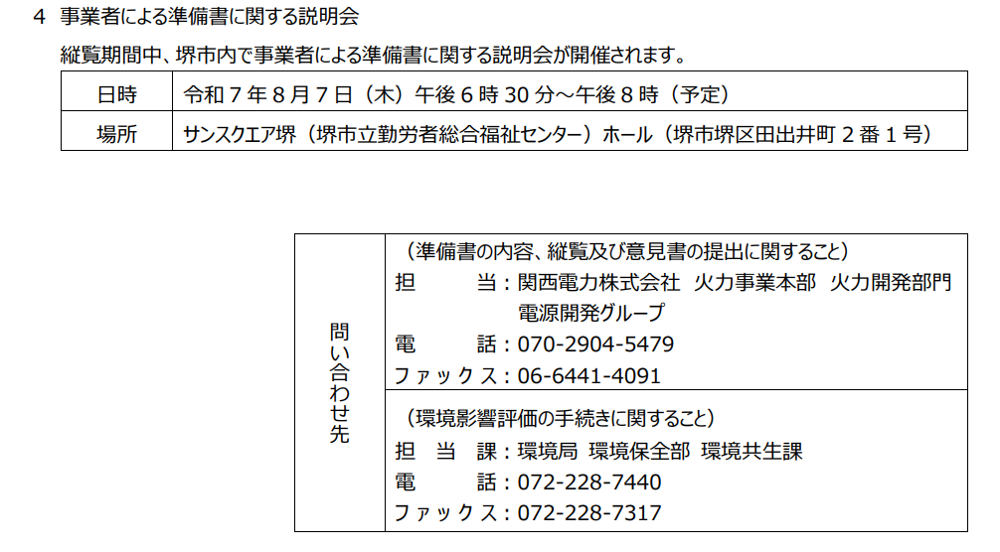 ４ 事業者による準備書に関する説明会
縦覧期間中、堺市内で事業者による準備書に関する説明会が開催されます。
日時 令和７年８月７日（木）午後６時 30 分～午後８時（予定）
場所 サンスクエア堺（堺市立勤労者総合福祉センター）ホール（堺市堺区田出井町２番１号）
問い合わせ先
（準備書の内容、縦覧及び意見書の提出に関すること）
担　　当：関西電力株式会社 火力事業本部 火力開発部門
電源開発グループ
電　　話：070-2904-5479
ファックス：06-6441-4091
（環境影響評価の手続きに関すること）
担　当　課：環境局 環境保全部 環境共生課
電　　話：072-228-7440
ファックス：072-228-7317